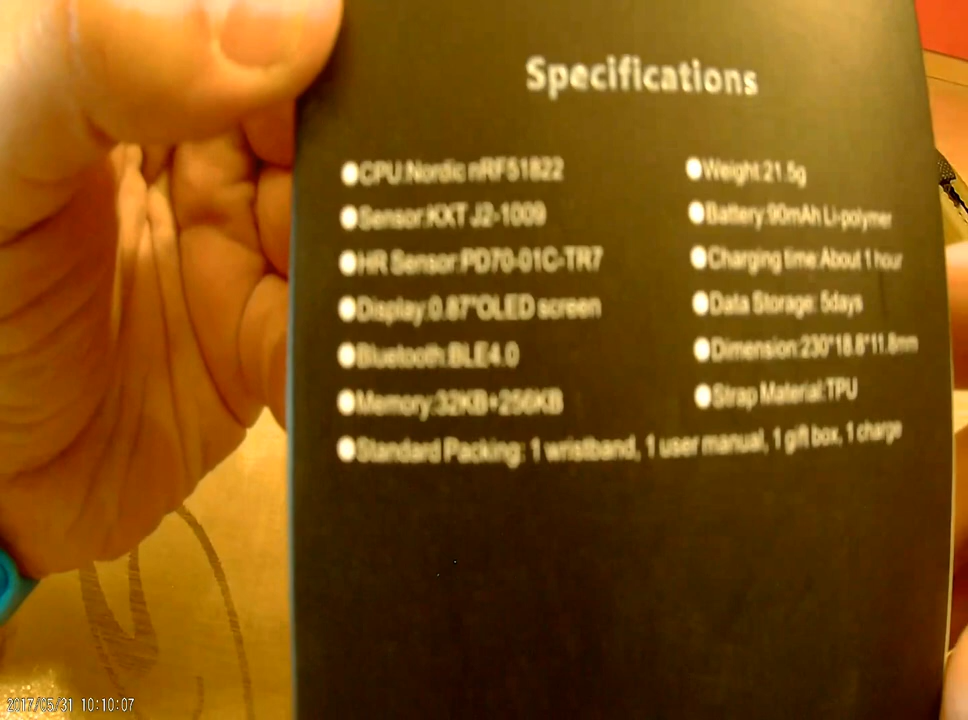 Specifications
●CPU:Nordic nRF51822
●Sensor:KXT J2-1009
●HR Sensor:PD70-01C-TR7
●Display:0.87"OLED screen
●Bluetooth:BLE4.0
●Memory:32KB+256KB
●Weight:21.5g
●Battery:90mAh Li-polymer
●Charging time:About 1 hour
●Data Storage: 5days
●Dimension:230*18.8*11.8mm
●Strap Material:TPU
●Standard Packing: 1 wristband, 1 user manual, 1 gift box, 1 charge
2017/05/31 10:10:07